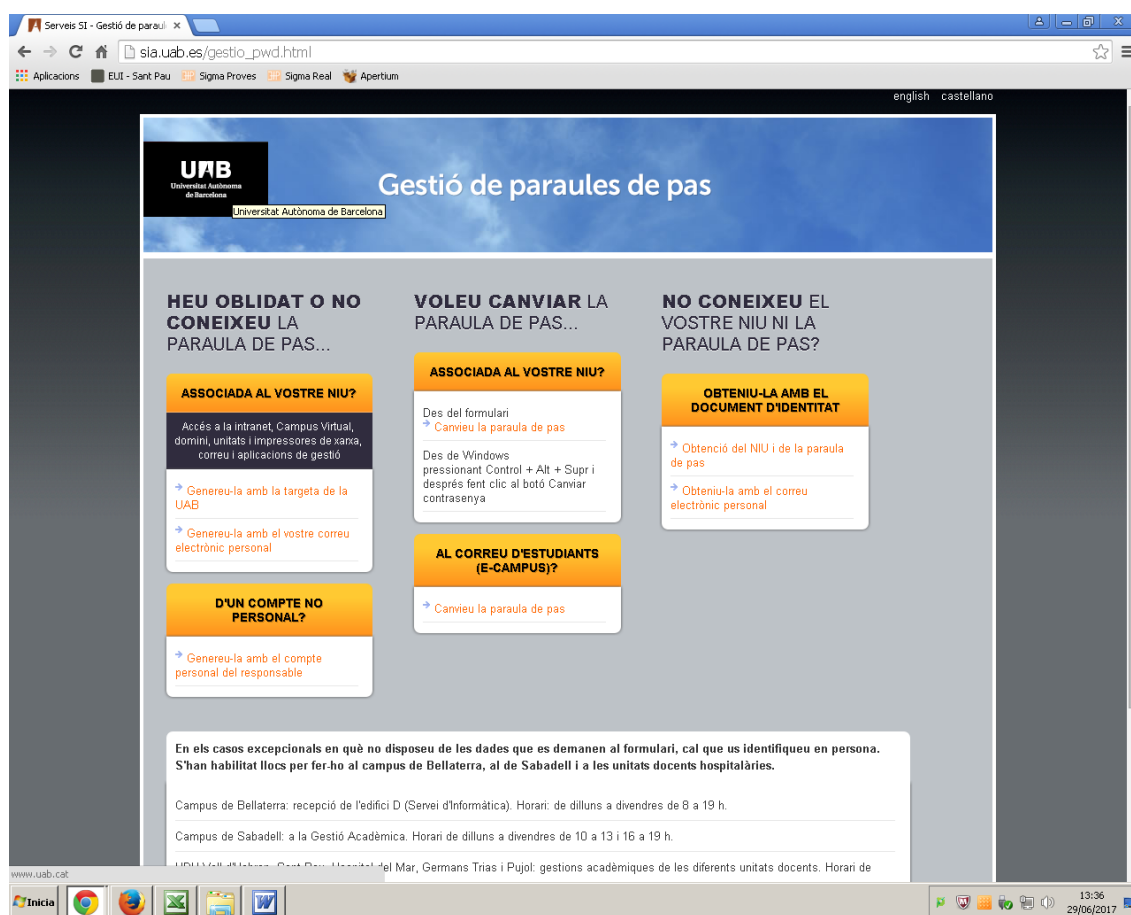 Serveis SI - Gestió de paraul
sia.uab.es/gestio_pwd.html
Aplicacions EUI - Sant Pau Sigma Proves Sigma Real Apertium
english castellano
UAB
Universitat Autònoma
de Barcelona
Gestió de paraules de pas
Universitat Autònoma de Barcelona
HEU OBLIDAT O NO
CONEIXEU LA
PARAULA DE PAS...
ASSOCIADA AL VOSTRE NIU?
Accés a la intranet, Campus Virtual,
domini, unitats i impressores de xarxa,
correu i aplicacions de gestió
Genereu-la amb la targeta de la
UAB
Genereu-la amb el vostre correu
electrònic personal
D'UN COMPTE NO
PERSONAL?
Genereu-la amb el compte
personal del responsable
VOLEU CANVIAR LA
PARAULA DE PAS...
ASSOCIADA AL VOSTRE NIU?
Des del formulari
Canvieu la paraula de pas
Des de Windows
pressionant Control + Alt + Supr i
després fent clic al botó Canviar
contrasenya
AL CORREU D'ESTUDIANTS
(E-CAMPUS)?
Canvieu la paraula de pas
NO CONEIXEU EL
VOSTRE NIU NI LA
PARAULA DE PAS?
OBTENIU-LA AMB EL
DOCUMENT D'IDENTITAT
Obtenció del NIU i de la paraula
de pas
Obteniu-la amb el correu
electrònic personal
En els casos excepcionals en què no disposeu de les dades que es demanen al formulari, cal que us identifiqueu en persona.
S'han habilitat llocs per fer-ho al campus de Bellaterra, al de Sabadell i a les unitats docents hospitalàries.
Campus de Bellaterra: recepció de l'edifici D (Servei d'Informàtica). Horari: de dilluns a divendres de 8 a 19 h.
Campus de Sabadell: a la Gestió Acadèmica. Horari de dilluns a divendres de 10 a 13 i 16 a 19 h.
del Mar, Germans Trias i Pujol: gestions acadèmiques de les diferents unitats docents. Horari de
www.uab.cat
Inicia
13:36
29/06/2017